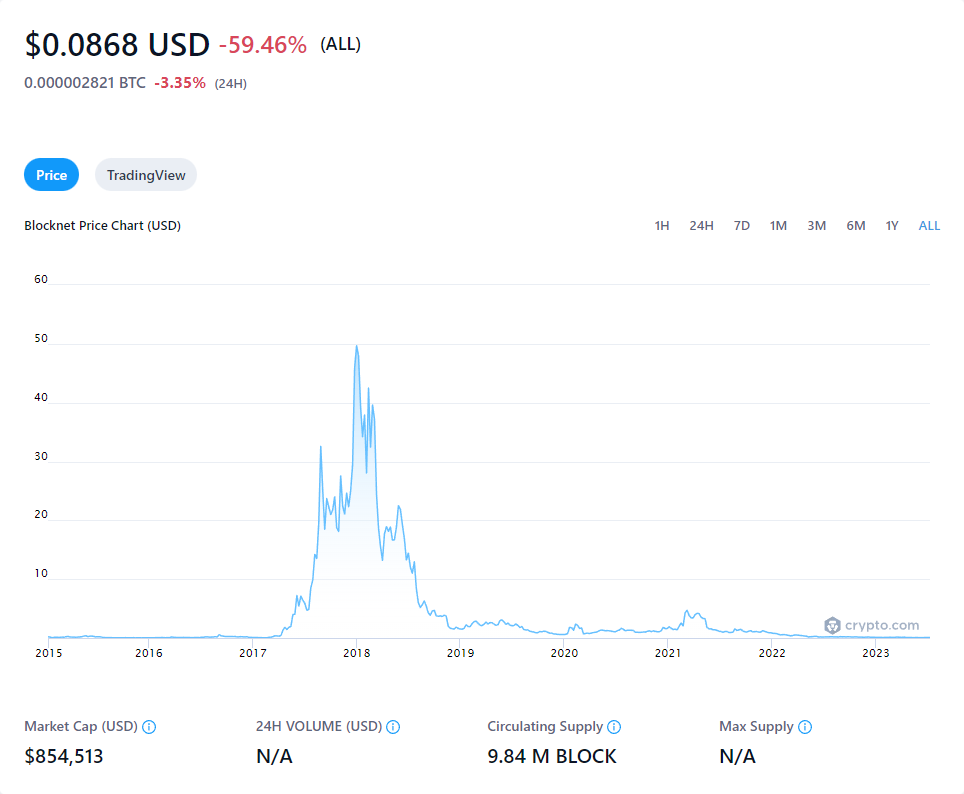 $0.0868 USD -59.46% (ALL)
0.000002821 BTC -3.35% (24H)
Price TradingView
Blocknet Price Chart (USD) 1H 24H 7D 1M 3M 6M 1Y ALL
60
50
40
30
20
10
crypto.com
2015 2016 2017 2018 2019 2020 2021 2022 2023
Market Cap (USD) 24H VOLUME (USD) Circulating Supply Max Supply
$854,513 N/A 9.84 M BLOCK N/A